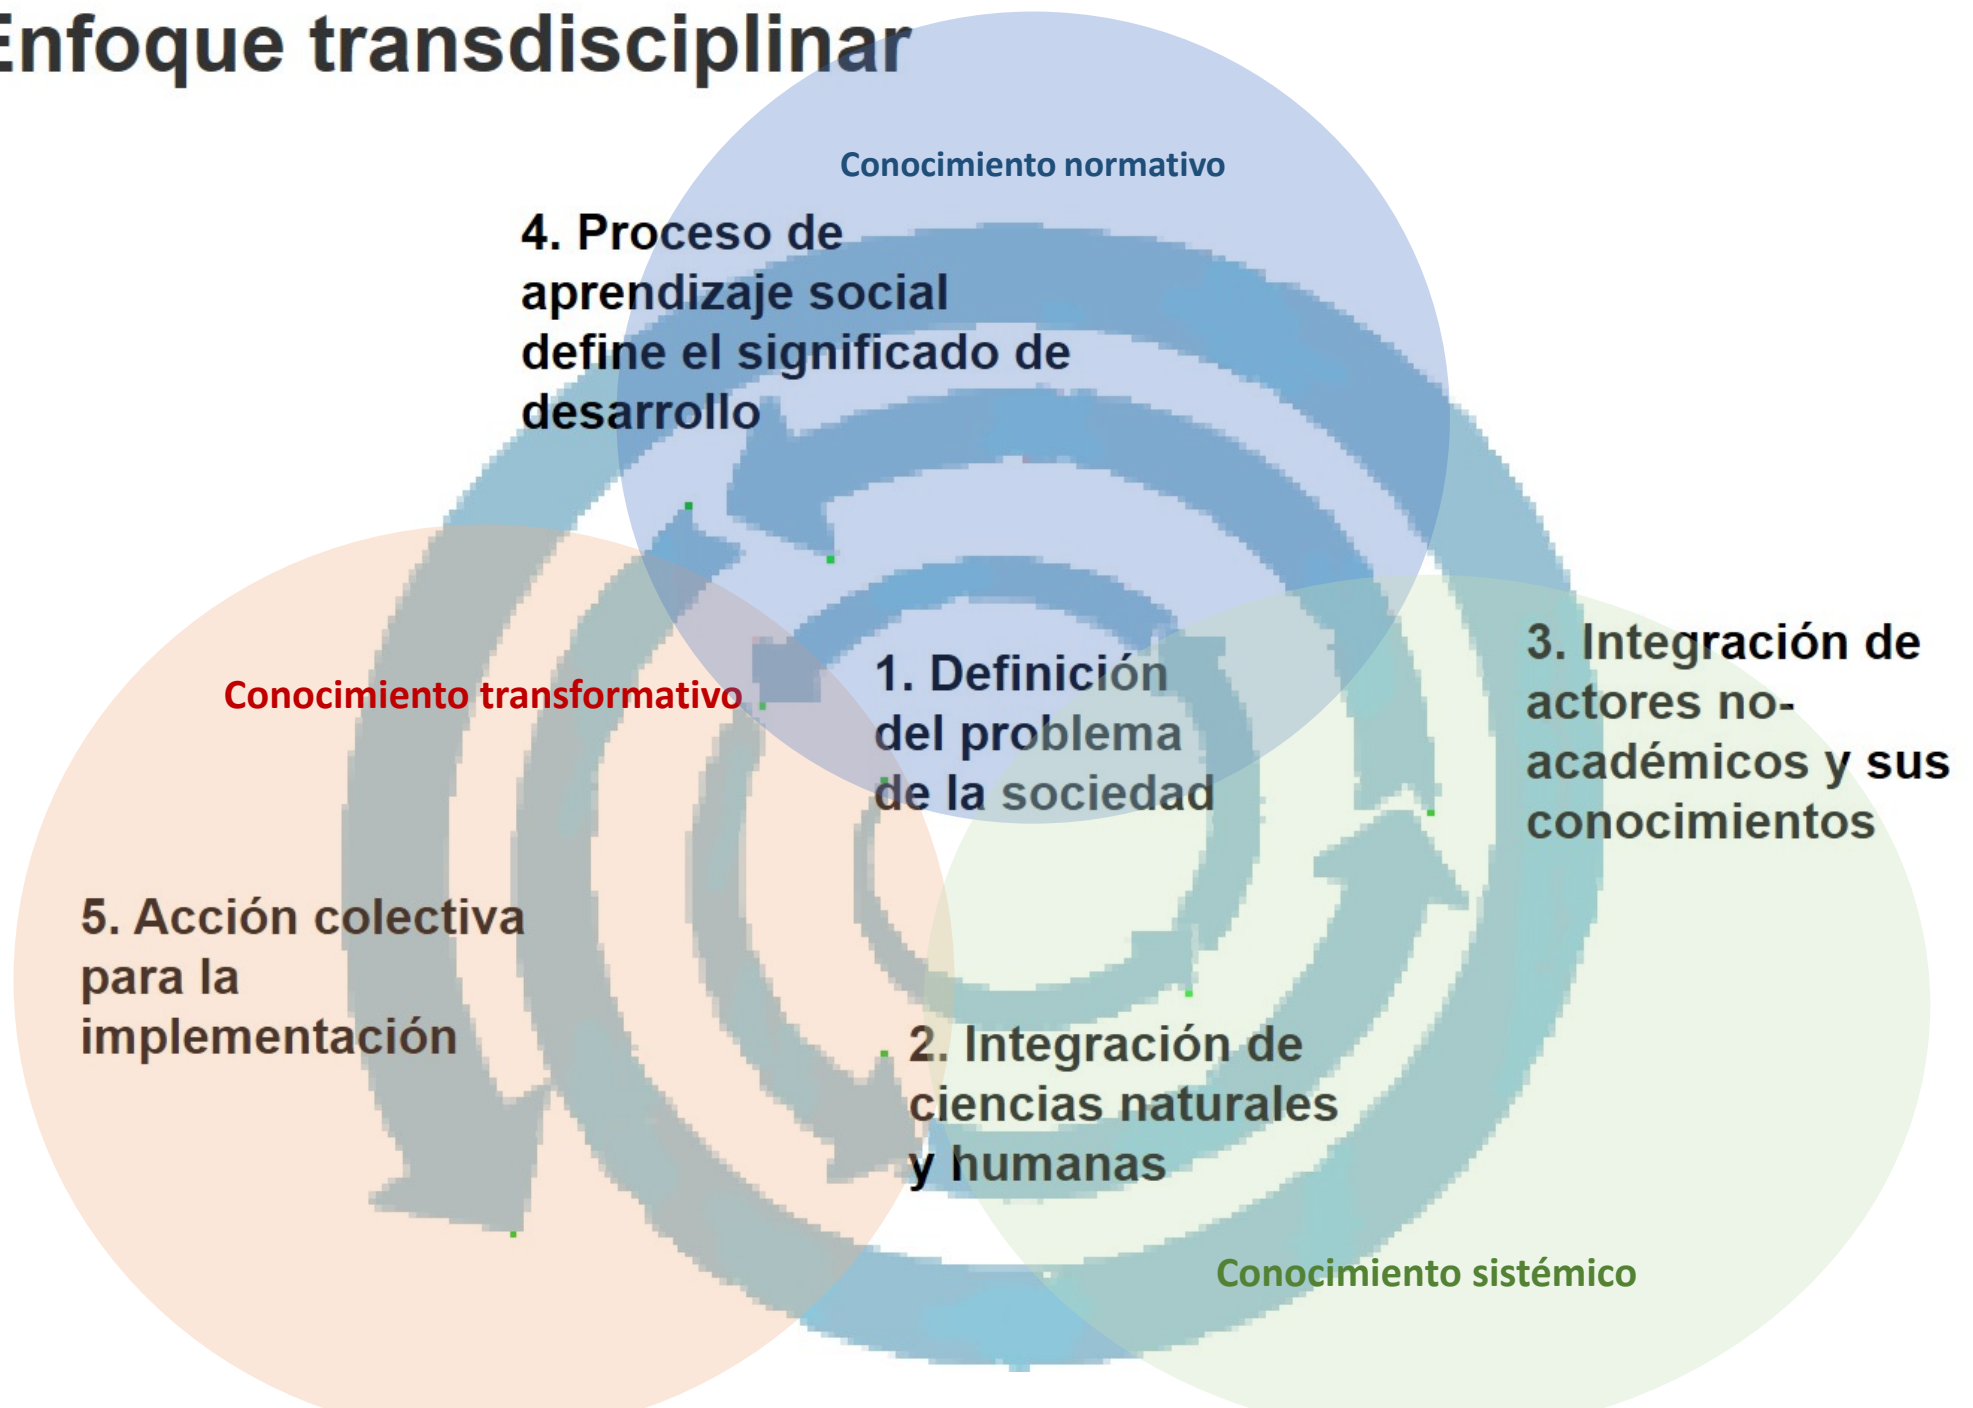 Enfoque transdisciplinar
Conocimiento normativo
4. Proceso de
aprendizaje social
define el significado de
desarrollo
1. Definición
del problema
de la sociedad
3. Integración de
actores no-
académicos y sus
conocimientos
Conocimiento transformativo
5. Acción colectiva
para la
implementación
2. Integración de
ciencias naturales
y humanas
Conocimiento sistémico